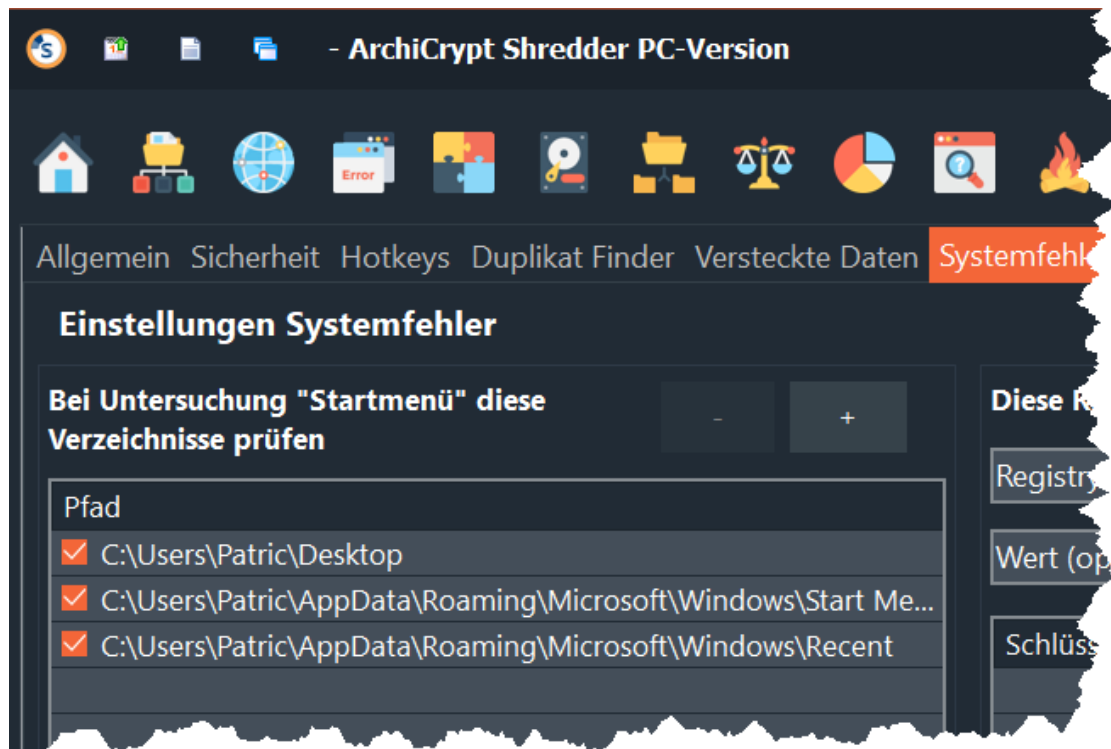 - ArchiCrypt Shredder PC-Version
Error
Allgemein Sicherheit Hotkeys Duplikat Finder Versteckte Daten
Einstellungen Systemfehler
Bei Untersuchung "Startmenü" diese
Verzeichnisse prüfen
-
+
Pfad
C:\Users\Patric\Desktop
C:\Users\Patric\AppData\Roaming\Microsoft\Windows\Start Me...
C:\Users\Patric\AppData\Roaming\Microsoft\Windows\Recent
Diese
Wert